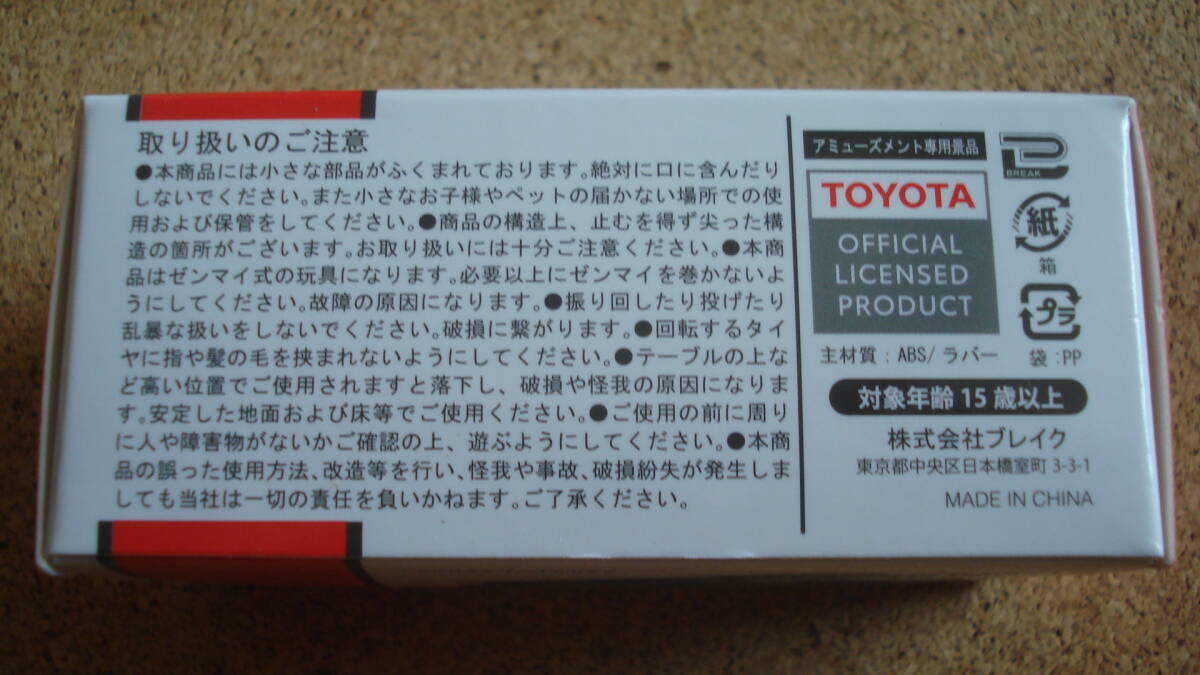 取り扱いのご注意
●本商品には小さな部品がふくまれております。絶対に口に含んだり
しないでください。また小さなお子様やペットの届かない場所での使
用および保管をしてください。●商品の構造上、止むを得ず尖った構
造の箇所がございます。お取り扱いには十分ご注意ください。●本商
品はゼンマイ式の玩具になります。必要以上にゼンマイを巻かないよ
うにしてください。故障の原因になります。●振り回したり投げたり
乱暴な扱いをしないでください。破損に繋がります。●回転するタイ
ヤに指や髪の毛を挟まれないようにしてください。●テーブルの上な
ど高い位置でご使用されますと落下し、破損や怪我の原因になりま
す。安定した地面および床等でご使用ください。●ご使用の前に周り
に人や障害物がないかご確認の上、遊ぶようにしてください。●本商
品の誤った使用方法、改造等を行い、怪我や事故、破損紛失が発生しま
しても当社は一切の責任を負いかねます。ご了承ください。
アミューズメント専用景品
BREAK
TOYOTA
OFFICIAL
LICENSED
PRODUCT
紙
箱
プラ
袋:PP
主材質:ABS/ラバー
対象年齢15歳以上
株式会社ブレイク
東京都中央区日本橋室町3-3-1
MADE IN CHINA